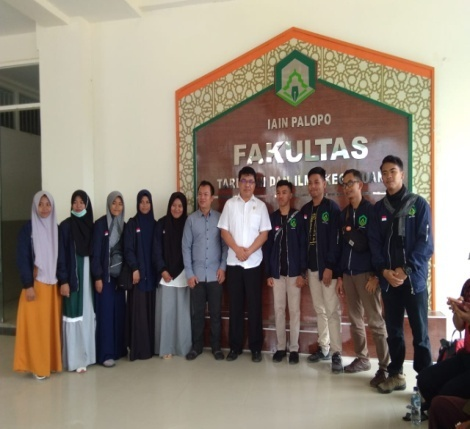 IAIN PALOPO
FAKULTAS
DAN ILMU